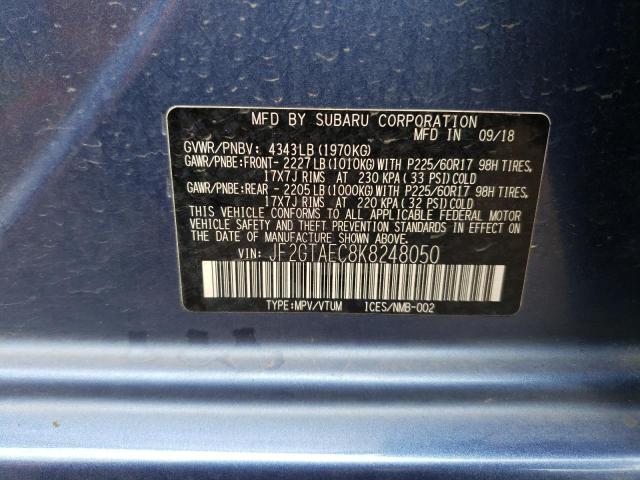 MFD BY SUBARU CORPORATION
MFD IN 09/18
GVWR/PNBV: 4343LB(1970KG)
GAWR/PNBE:FRONT-2227LB(1010KG)WITH P225/60R17 98H TIRES,
17X7J RIMS AT 230 KPA(33 PSI)COLD
GAWR/PNBE:REAR -2205LB(1000KG)WITH P225/60R17 98H TIRES,
17X7J RIMS AT 220 KPA(32 PSI)COLD
THIS VEHICLE CONFORMS TO ALL APPLICABLE FEDERAL MOTOR
VEHICLE SAFETY AND THEFT PREVENTION STANDARDS IN EFFECT ON
THE DATE OF MANUFACTURE SHOWN ABOVE.
VIN: JF2GTAEC8K8248050
TYPE:MPV/VTUM ICES/NMB-002